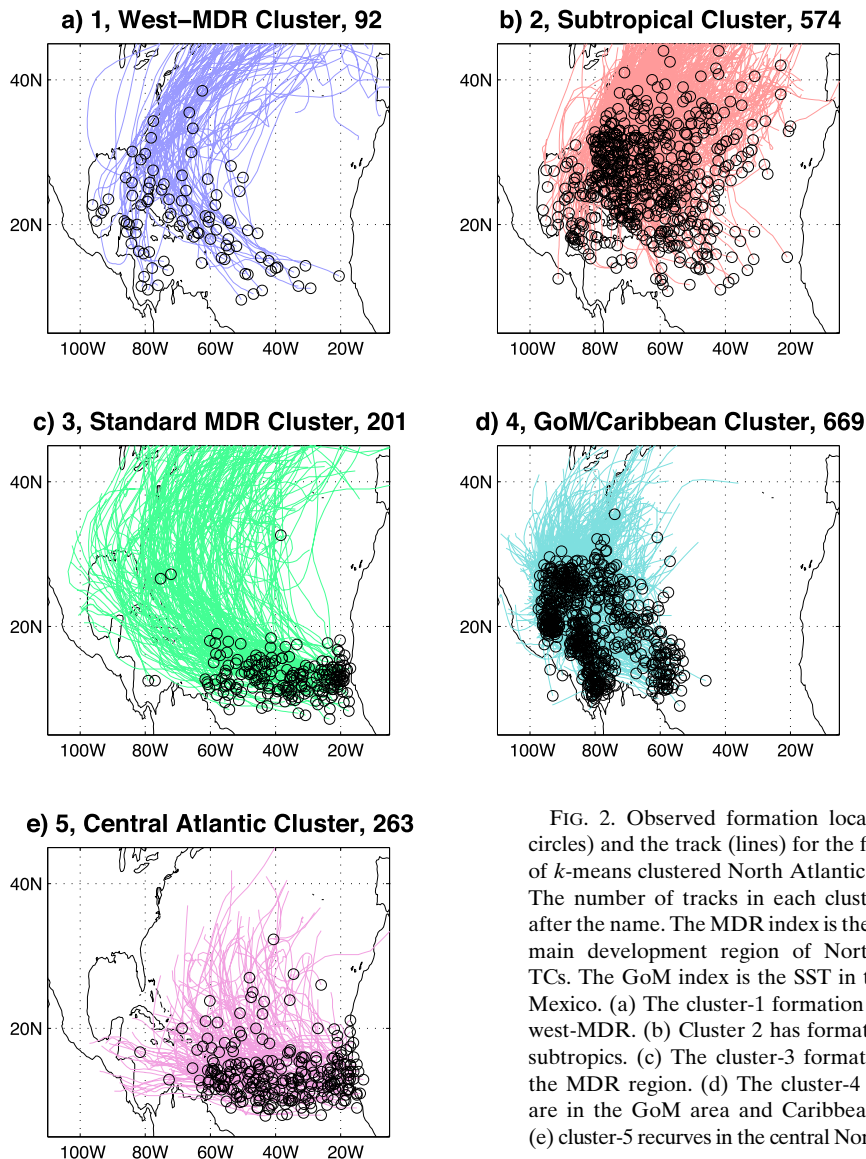 a) 1, West–MDR Cluster, 92
40N
20N
100W 80W 60W 40W 20W
b) 2, Subtropical Cluster, 574
40N
20N
100W 80W 60W 40W 20W
c) 3, Standard MDR Cluster, 201
40N
20N
100W 80W 60W 40W 20W
d) 4, GoM/Caribbean Cluster, 669
40N
20N
100W 80W 60W 40W 20W
e) 5, Central Atlantic Cluster, 263
40N
20N
100W 80W 60W 40W 20W
FIG. 2. Observed formation loca
circles) and the track (lines) for the f
of k-means clustered North Atlantic
The number of tracks in each clust
after the name. The MDR index is the
main development region of North
TCs. The GoM index is the SST in t
Mexico. (a) The cluster-1 formation
west-MDR. (b) Cluster 2 has format
subtropics. (c) The cluster-3 format
the MDR region. (d) The cluster-4
are in the GoM area and Caribbea
(e) cluster-5 recurves in the central Nor